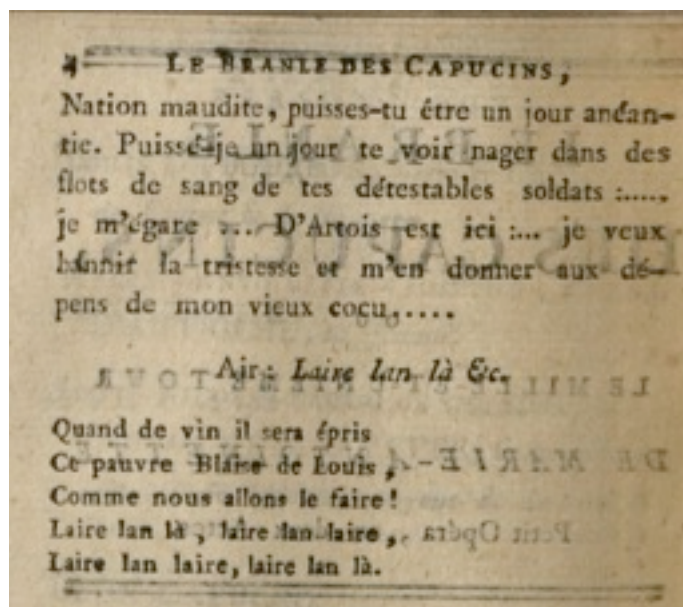 4 LE BRANLE DES CAPUCINS,
Nation maudite, puisses-tu étre un jour anéan-
tie. Puissé-je un jour te voir nager dans des
flots de sang de tes détestables soldats :.....
je m'égare ... D'Artois est ici :... je veux
bannir la tristesse et m'en donner aux dé-
pens de mon vieux cocu.....
Air : Laire lan là &c.
Quand de vin il sera épris
Ce pauvre Blaise de Louis,
Comme nous allons le faire!
Laire lan là, laire lan laire,
Laire lan laire, laire lan là.